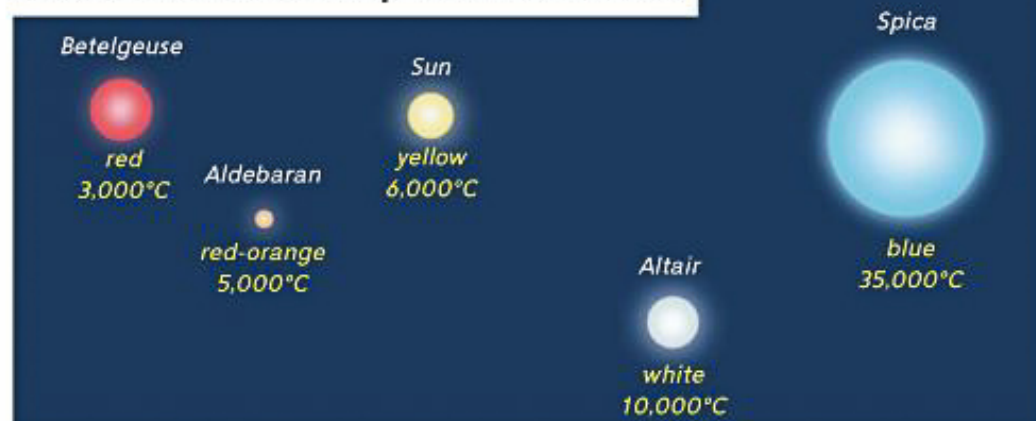 Betelgeuse
red
3,000°C
Aldebaran
red-orange
5,000°C
Sun
yellow
6,000°C
Altair
white
10,000°C
Spica
blue
35,000°C